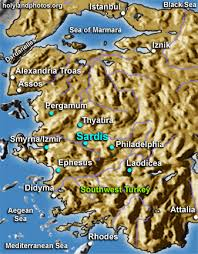 holylandphotos.org
Black Sea
Istanbul
Sea of Marmara
Dardanelles
Iznik
Alexandria Troas
Assos
Pergamum
Thyatira
Sardis
Smyrna/Izmir
Philadelphia
Ephesus
Laodicea
Didyma
Southwest Turkey
Aegean
Sea
Attalia
Rhodes
Mediterranean Sea